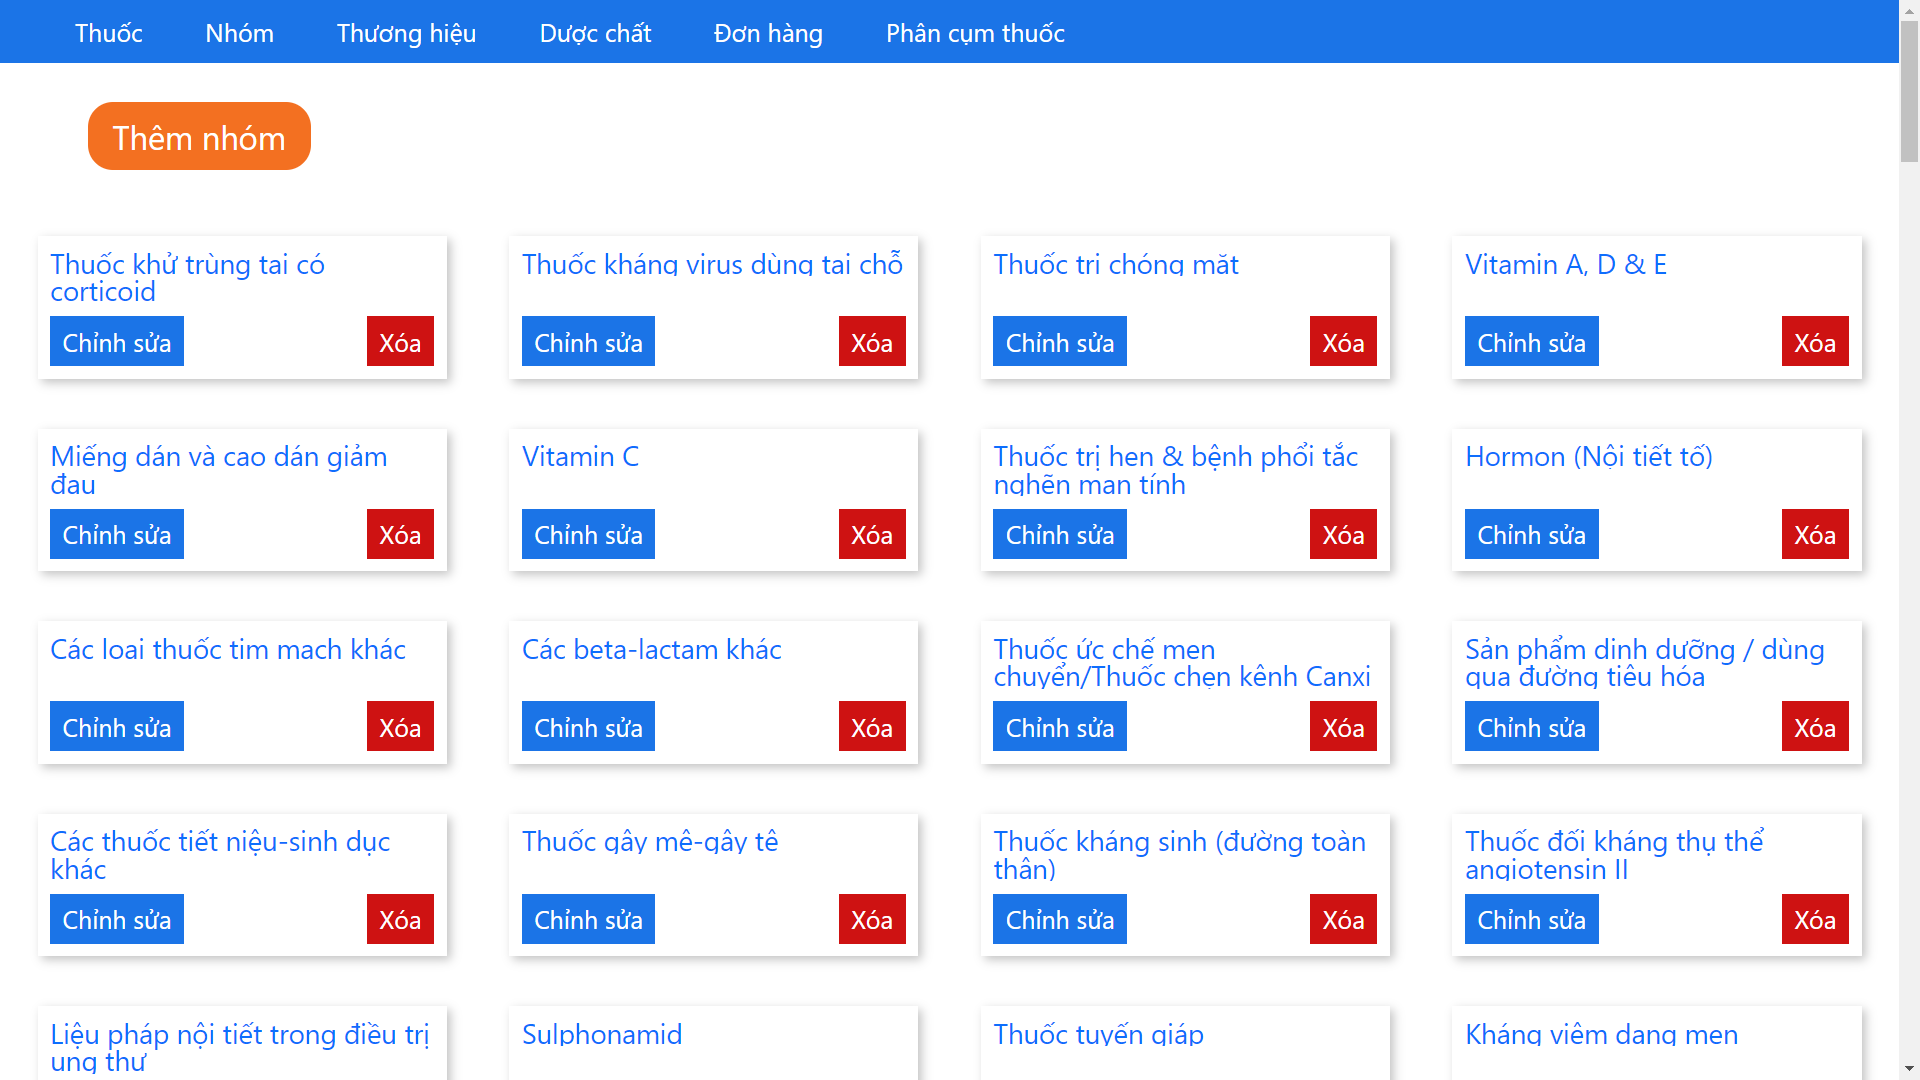 Thuốc Nhóm Thương hiệu Dược chất Đơn hàng Phân cụm thuốc
Thêm nhóm
Thuốc khử trùng tai có
corticoid
Chỉnh sửa Xóa
Thuốc kháng virus dùng tại chỗ
Chỉnh sửa Xóa
Thuốc trị chóng mặt
Chỉnh sửa Xóa
Vitamin A, D & E
Chỉnh sửa Xóa
Miếng dán và cao dán giảm
đau
Chỉnh sửa Xóa
Vitamin C
Chỉnh sửa Xóa
Thuốc trị hen & bệnh phổi tắc
nghẽn mạn tính
Chỉnh sửa Xóa
Hormon (Nội tiết tố)
Chỉnh sửa Xóa
Các loại thuốc tim mạch khác
Chỉnh sửa Xóa
Các beta-lactam khác
Chỉnh sửa Xóa
Thuốc ức chế men
chuyển/Thuốc chẹn kênh Canxi
Chỉnh sửa Xóa
Sản phẩm dinh dưỡng / dùng
qua đường tiêu hóa
Chỉnh sửa Xóa
Các thuốc tiết niệu-sinh dục
khác
Chỉnh sửa Xóa
Thuốc gây mê-gây tê
Chỉnh sửa Xóa
Thuốc kháng sinh (đường toàn
thân)
Chỉnh sửa Xóa
Thuốc đối kháng thụ thể
angiotensin II
Chỉnh sửa Xóa
Liệu pháp nội tiết trong điều trị
ung thư
Sulphonamid
Thuốc tuyến giáp
Kháng viêm dạng men